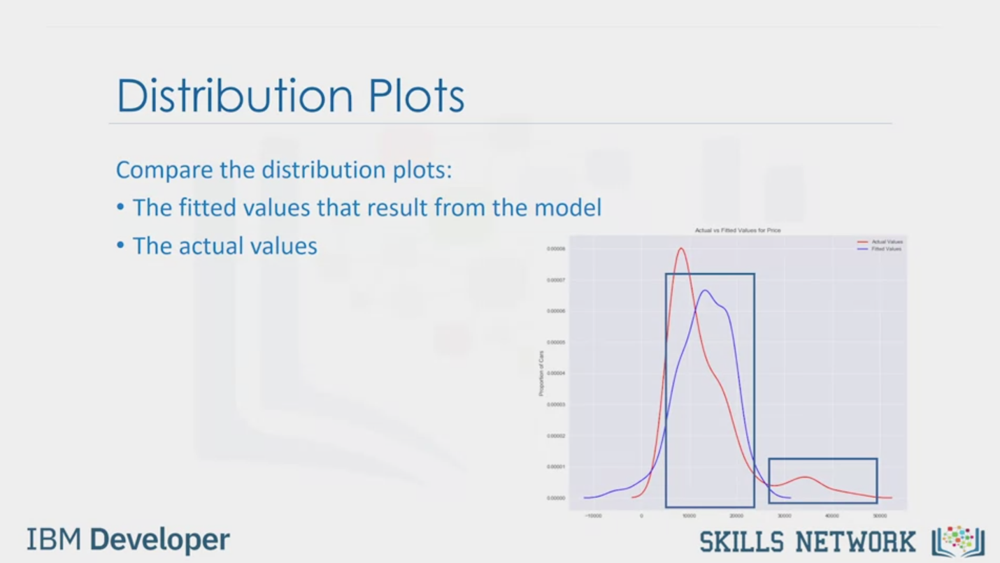 Distribution Plots
Compare the distribution plots:
• The fitted values that result from the model
• The actual values
Actual vs Fitted Values for Price
Actual Values
Fitted Values
0.00008
0.00007
0.00006
0.00005
0.00004
0.00003
0.00002
0.00001
0.00000
Proportion of Cars
−10000 0 10000 20000 30000 40000 50000
IBM Developer
SKILLS NETWORK